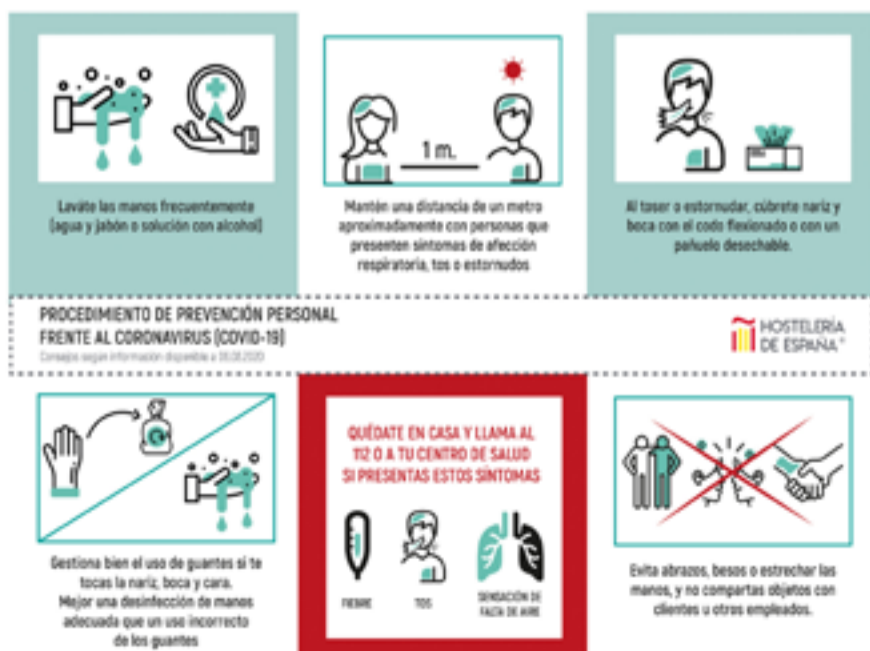 1 m.
Laváte las manos frecuentemente
(agua y jabón o solución con alcohol)
Mantén una distancia de un metro
aproximadamente con personas que
presenten síntomas de afección
respiratoria, tos o estornudos
Al toser o estornudar, cúbrete nariz y
boca con el codo flexionado o con un
pañuelo desechable.
PROCEDIMIENTO DE PREVENCIÓN PERSONAL
FRENTE AL CORONAVIRUS (COVID-19)
Consejos según información disponible a
HOSTELERÍA
DE ESPAÑA
QUÉDATE EN CASA Y LLAMA AL
112 O A TU CENTRO DE SALUD
SI PRESENTAS ESTOS SÍNTOMAS
FIEBRE
TOS
SENSACIÓN DE
FALTA DE AIRE
Gestiona bien el uso de guantes si te
tocas la nariz, boca y cara.
Mejor una desinfección de manos
adecuada que un uso incorrecto
de los guantes
Evita abrazos, besos o estrechar las
manos, y no compartas objetos con
clientes u otros empleados.